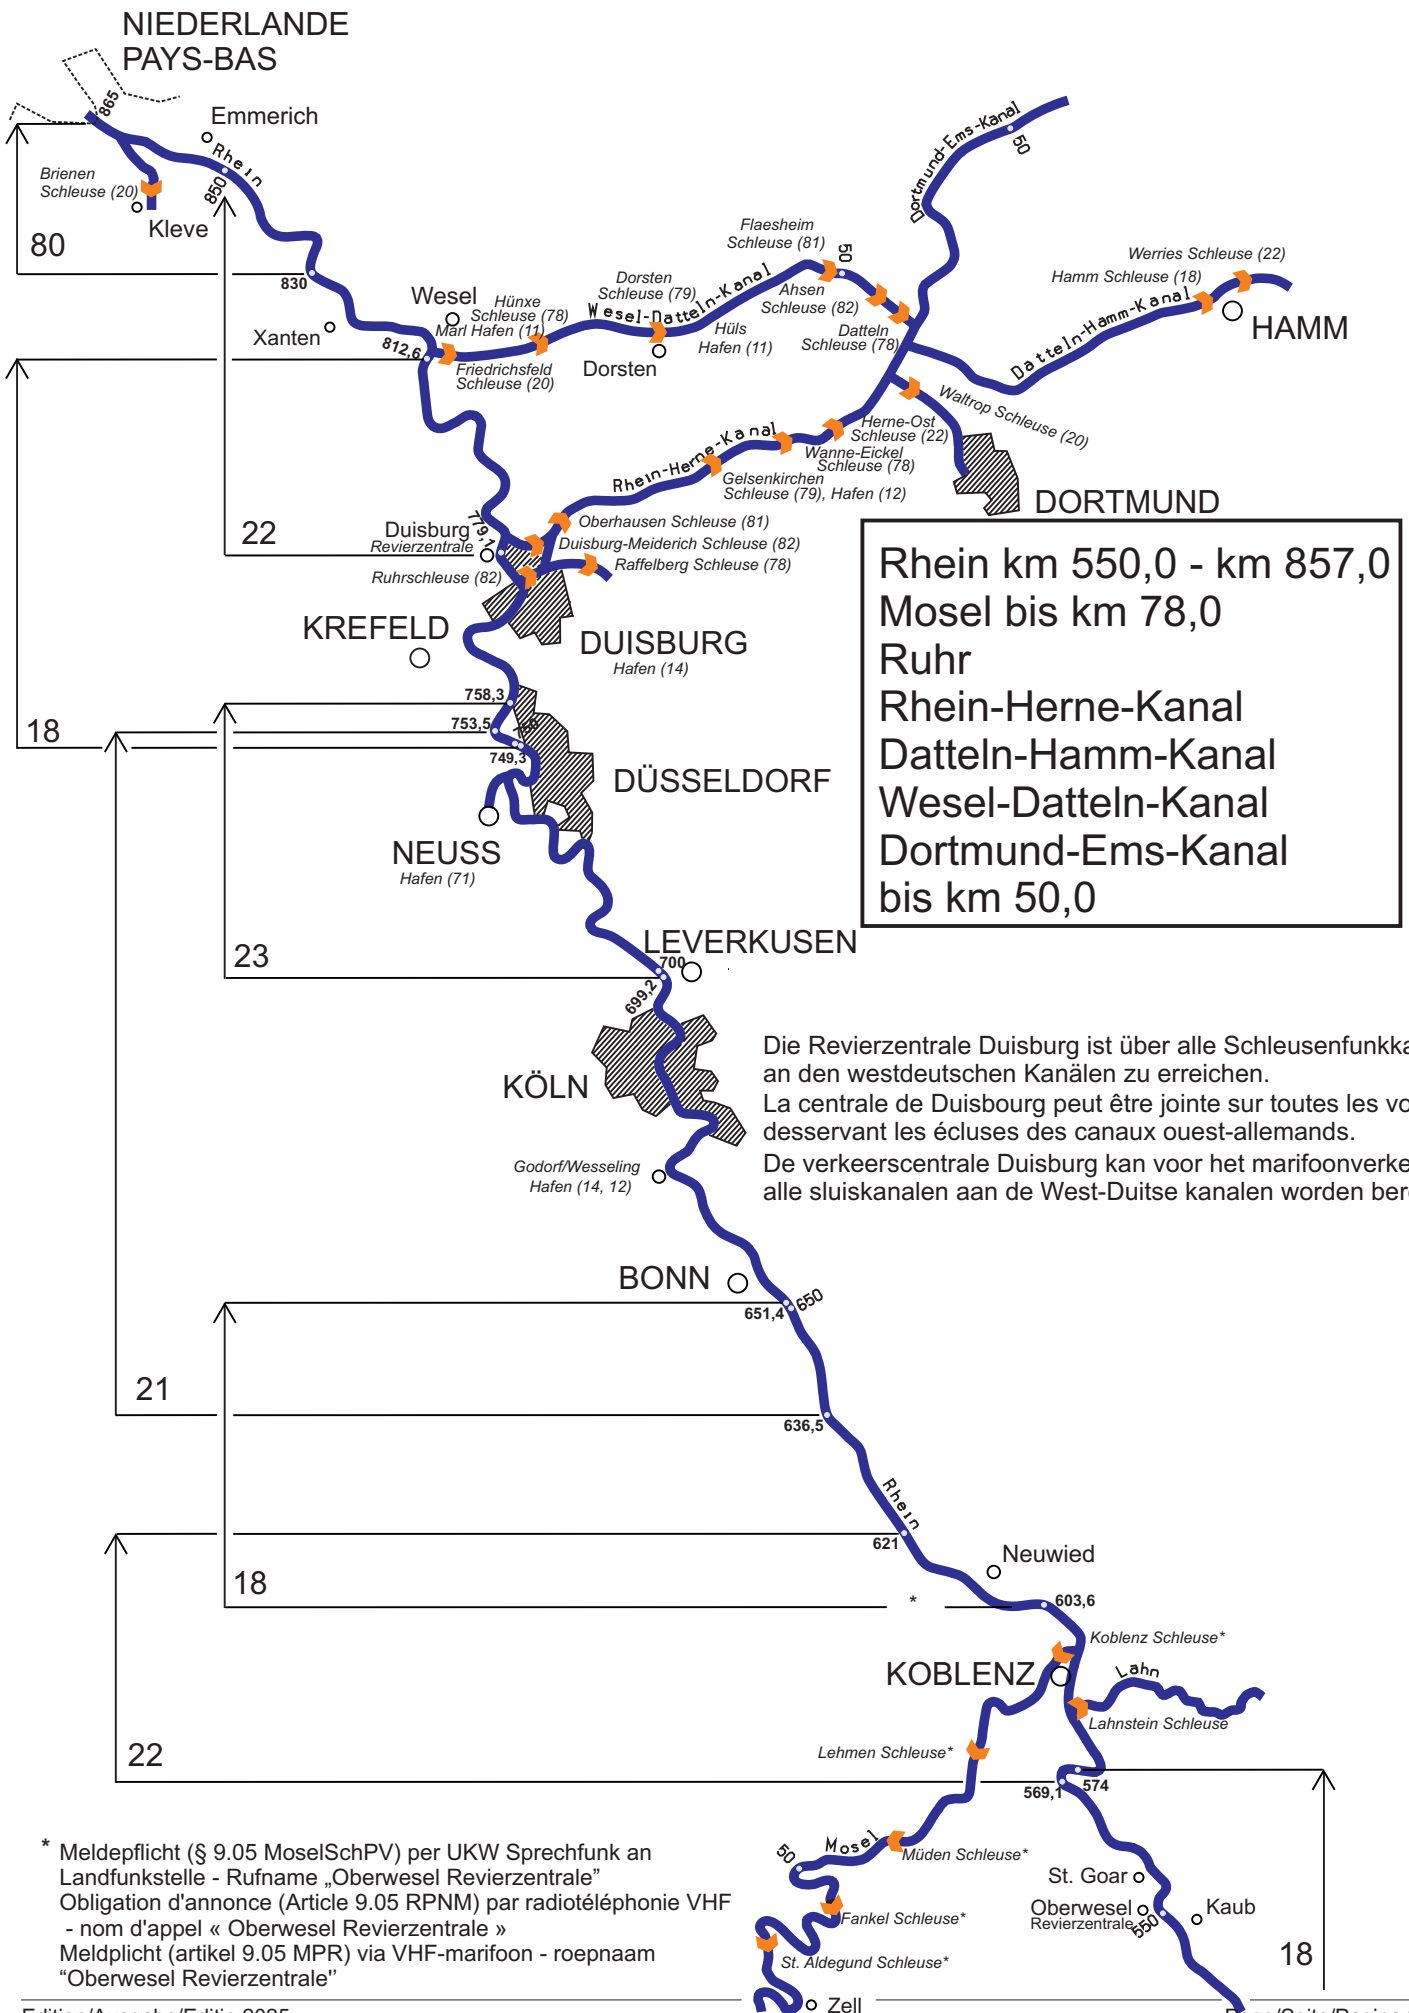 NIEDERLANDE
PAYS-BAS
865
Emmerich
Rhein
Brienen
Schleuse (20)
850
Kleve
80
830
Dortmund-Ems-Kanal
50
Flaesheim
Schleuse (81)
50
Werries Schleuse (22)
Hamm Schleuse (18)
Dorsten
Schleuse (79)
Ahsen
Schleuse (82)
Wesel
Hünxe
Schleuse (78)
Marl Hafen (11)
Wesel-Datteln-Kanal
Hüls
Hafen (11)
Datteln
Schleuse (78)
Datteln-Hamm-Kanal
HAMM
Xanten
812,6
Friedrichsfeld
Schleuse (20)
Dorsten
Waltrop Schleuse (20)
Herne-Ost
Schleuse (22)
Wanne-Eickel
Schleuse (78)
Rhein-Herne-Kanal
Gelsenkirchen
Schleuse (79), Hafen (12)
DORTMUND
779,1
22
Duisburg
Revierzentrale
Oberhausen Schleuse (81)
Duisburg-Meiderich Schleuse (82)
Raffelberg Schleuse (78)
Ruhrschleuse (82)
KREFELD
DUISBURG
Hafen (14)
Rhein km 550,0 - km 857,0
Mosel bis km 78,0
Ruhr
Rhein-Herne-Kanal
Datteln-Hamm-Kanal
Wesel-Datteln-Kanal
Dortmund-Ems-Kanal
bis km 50,0
758,3
753,5
750
18
749,3
DÜSSELDORF
NEUSS
Hafen (71)
23
LEVERKUSEN
700
699,2
KÖLN
Die Revierzentrale Duisburg ist über alle Schleusenfunkka
an den westdeutschen Kanälen zu erreichen.
La centrale de Duisbourg peut être jointe sur toutes les vo
desservant les écluses des canaux ouest-allemands.
De verkeerscentrale Duisburg kan voor het marifoonverke
alle sluiskanalen aan de West-Duitse kanalen worden bere
Godorf/Wesseling
Hafen (14, 12)
BONN
651,4
650
21
636,5
Rhein
621
Neuwied
18
*
603,6
Koblenz Schleuse*
KOBLENZ
Lahn
Lahnstein Schleuse
Lehmen Schleuse*
22
569,1
574
Mosel
50
Müden Schleuse*
St. Goar
Oberwesel
Revierzentrale
550
Kaub
Fankel Schleuse*
St. Aldegund Schleuse*
18
Zell
* Meldepflicht (§ 9.05 MoselSchPV) per UKW Sprechfunk an
Landfunkstelle - Rufname „Oberwesel Revierzentrale”
Obligation d'annonce (Article 9.05 RPNM) par radiotéléphonie VHF
- nom d'appel « Oberwesel Revierzentrale »
Meldplicht (artikel 9.05 MPR) via VHF-marifoon - roepnaam
“Oberwesel Revierzentrale''
Edition/Ausgabe/Editie 2025
Page/Seite/Pagina